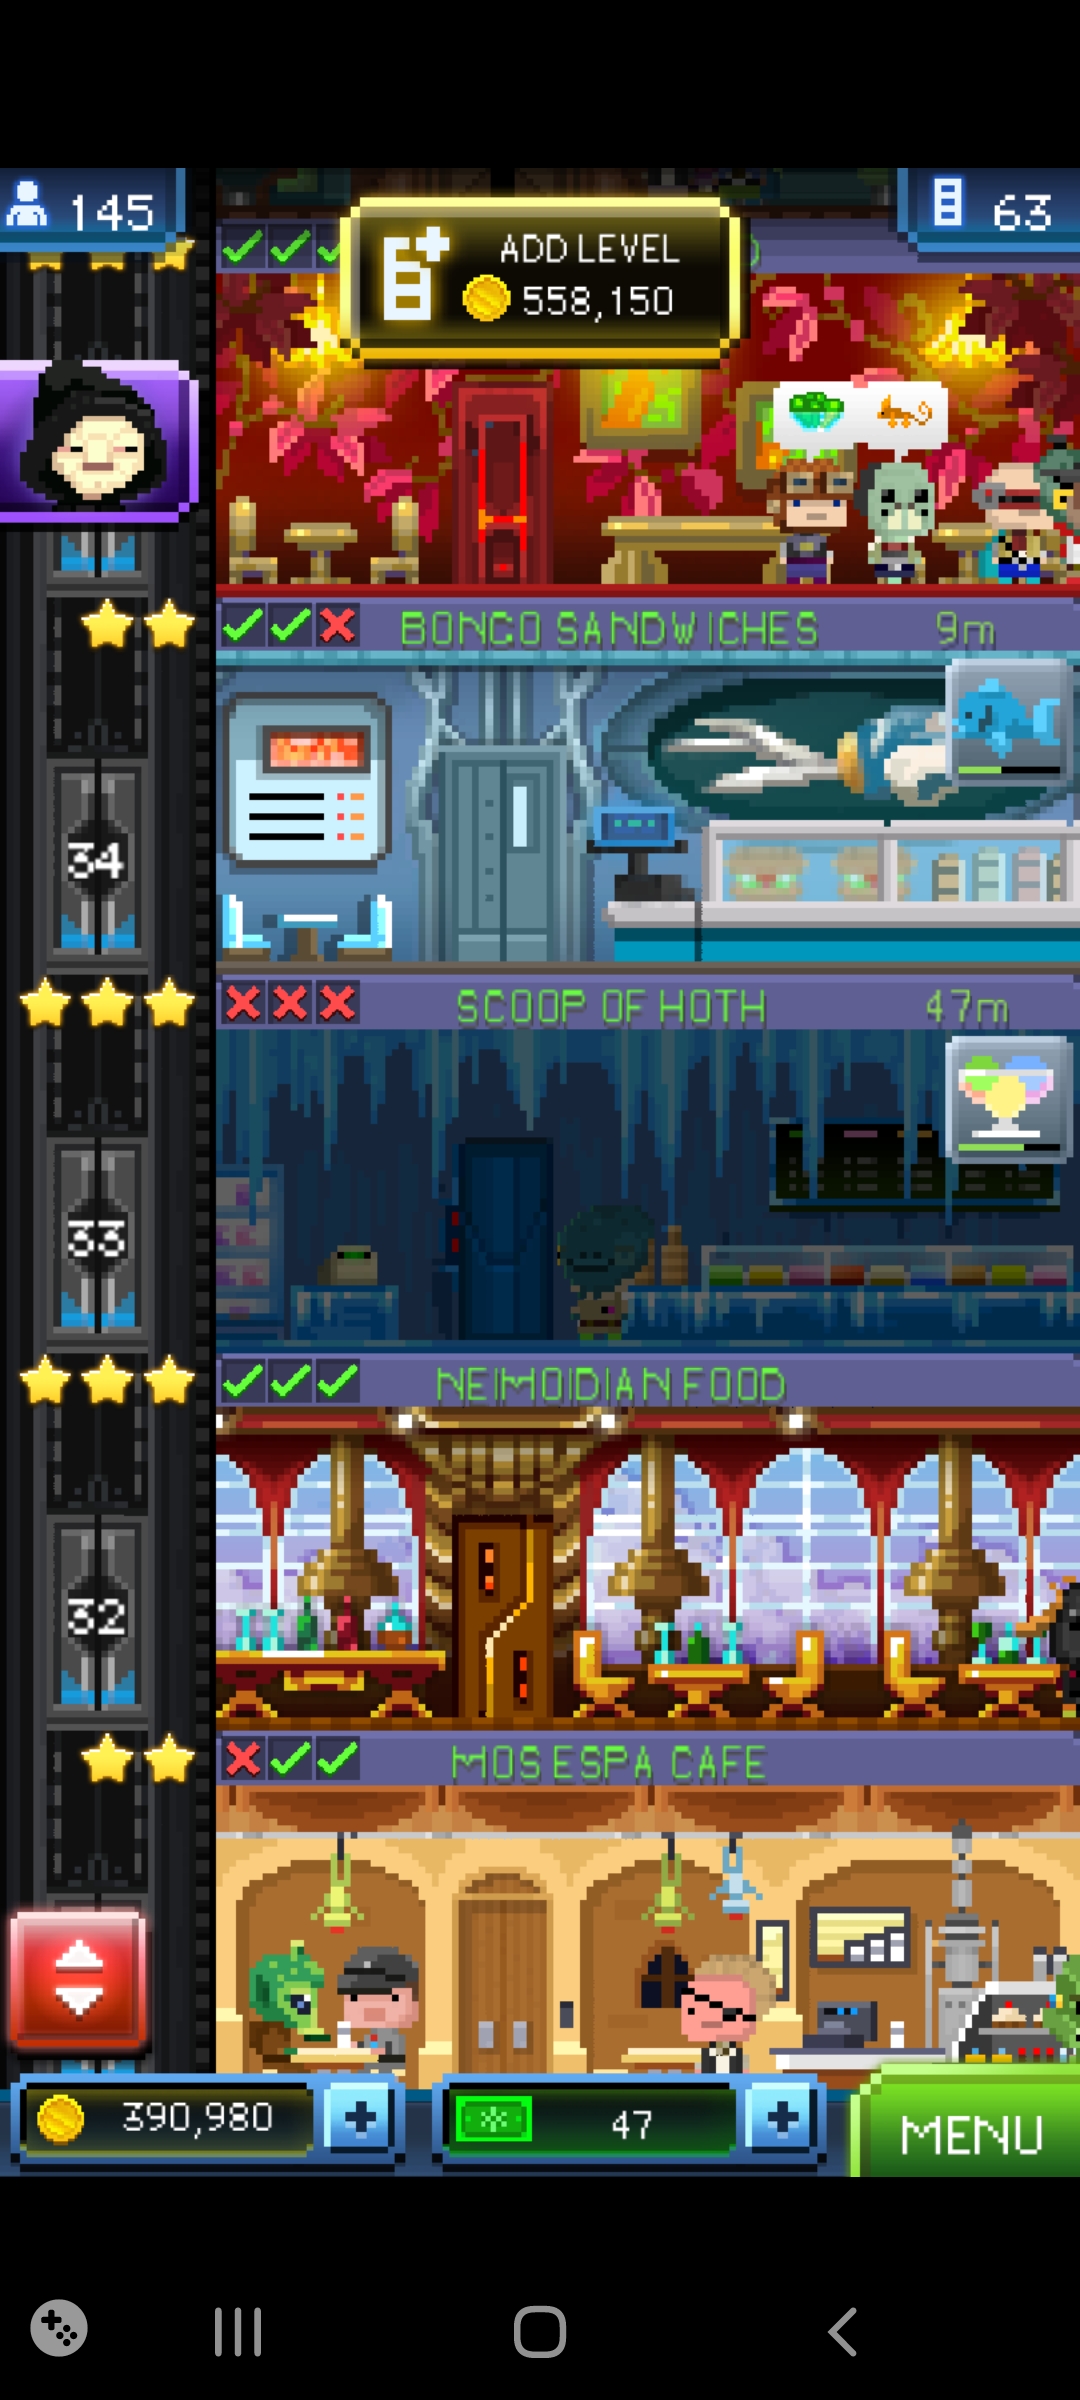 145
63
ADD LEVEL
558,150
BONGO SANDWICHES 9m
34
SCOOP OF HOTH 47m
33
NEIMOIDIAN FOOD
32
MOS ESPA CAFE
390,980
47
MENU